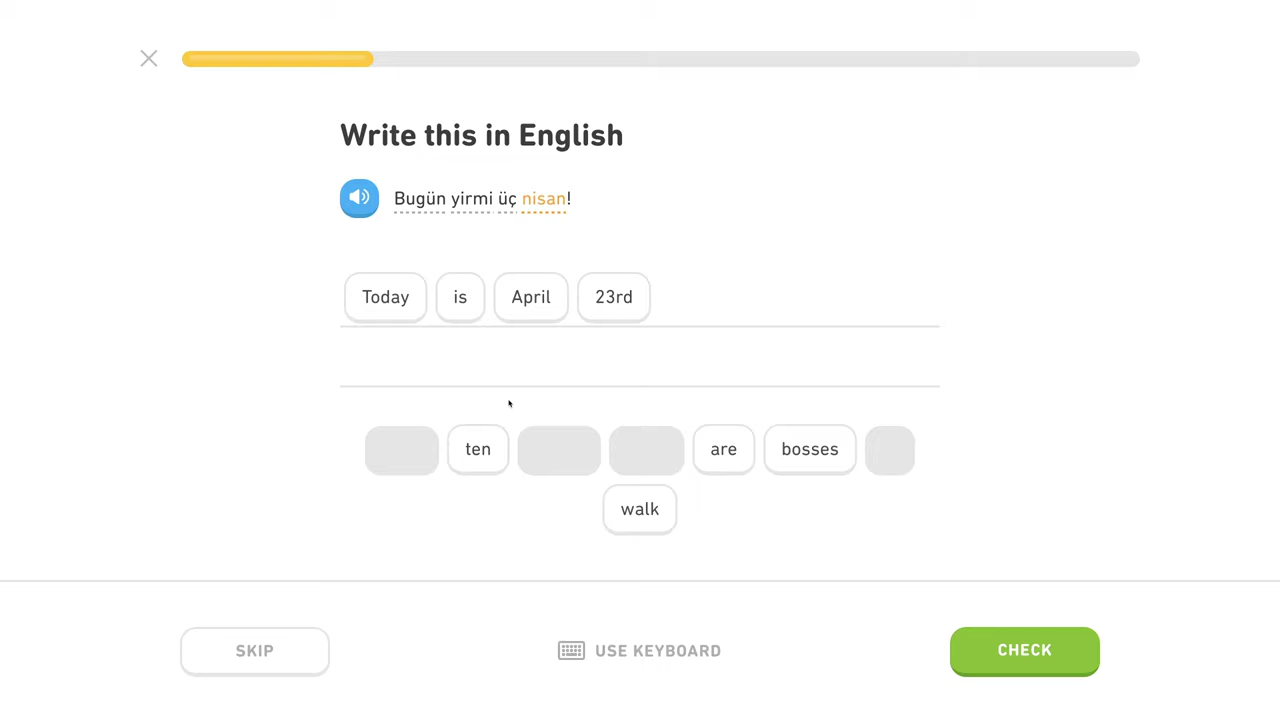 Write this in English
Bugün yirmi üç nisan!
Today is April 23rd
ten are bosses
walk
SKIP USE KEYBOARD CHECK